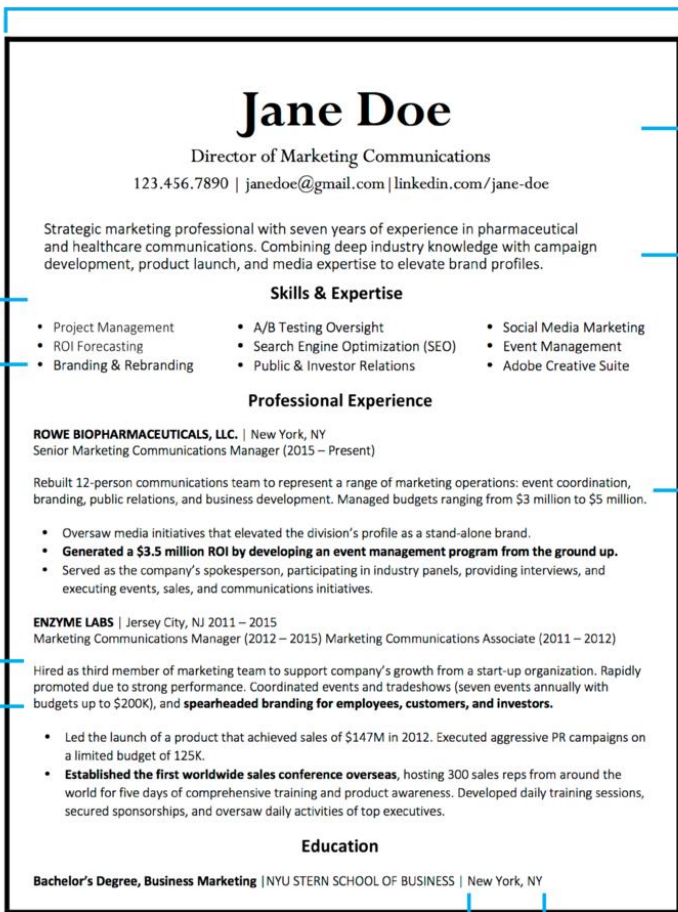 Jane Doe
Director of Marketing Communications
123.456.7890 | janedoe@gmail.com|linkedin.com/jane-doe
Strategic marketing professional with seven years of experience in pharmaceutical
and healthcare communications. Combining deep industry knowledge with campaign
development, product launch, and media expertise to elevate brand profiles.
Skills & Expertise
• Project Management • A/B Testing Oversight • Social Media Marketing
• ROI Forecasting • Search Engine Optimization (SEO) • Event Management
• Branding & Rebranding • Public & Investor Relations • Adobe Creative Suite
Professional Experience
ROWE BIOPHARMACEUTICALS, LLC. | New York, NY
Senior Marketing Communications Manager (2015 – Present)
Rebuilt 12-person communications team to represent a range of marketing operations: event coordination,
branding, public relations, and business development. Managed budgets ranging from $3 million to $5 million.
• Oversaw media initiatives that elevated the division's profile as a stand-alone brand.
• Generated a $3.5 million ROI by developing an event management program from the ground up.
• Served as the company's spokesperson, participating in industry panels, providing interviews, and
executing events, sales, and communications initiatives.
ENZYME LABS | Jersey City, NJ 2011 – 2015
Marketing Communications Manager (2012 – 2015) Marketing Communications Associate (2011 – 2012)
Hired as third member of marketing team to support company's growth from a start-up organization. Rapidly
promoted due to strong performance. Coordinated events and tradeshows (seven events annually with
budgets up to $200K), and spearheaded branding for employees, customers, and investors.
• Led the launch of a product that achieved sales of $147M in 2012. Executed aggressive PR campaigns on
a limited budget of 125K.
• Established the first worldwide sales conference overseas, hosting 300 sales reps from around the
world for five days of comprehensive training and product awareness. Developed daily training sessions,
secured sponsorships, and oversaw daily activities of top executives.
Education
Bachelor's Degree, Business Marketing |NYU STERN SCHOOL OF BUSINESS | New York, NY